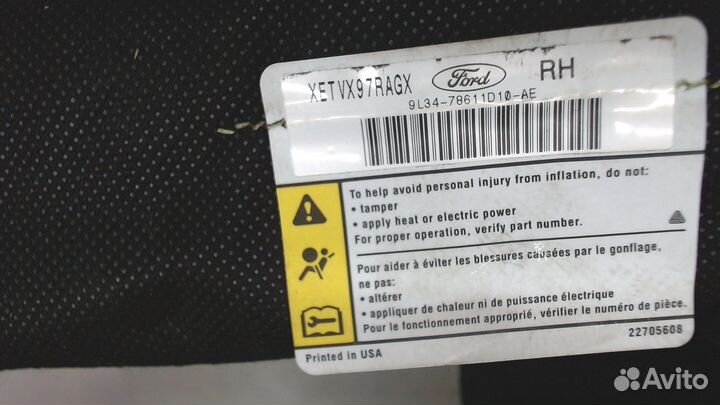 XETVX97RAGX Ford RH
9L34-78611D10-AE
To help avoid personal injury from inflation, do not:
• tamper
• apply heat or electric power
For proper operation, verify part number.
Pour aider à éviter les blessures causées par le gonflage,
ne pas:
• altérer
• appliquer de chaleur ni de puissance électrique
Pour le fonctionnement approprié, vérifier le numéro de pièce.
Printed in USA
22705608
Avito